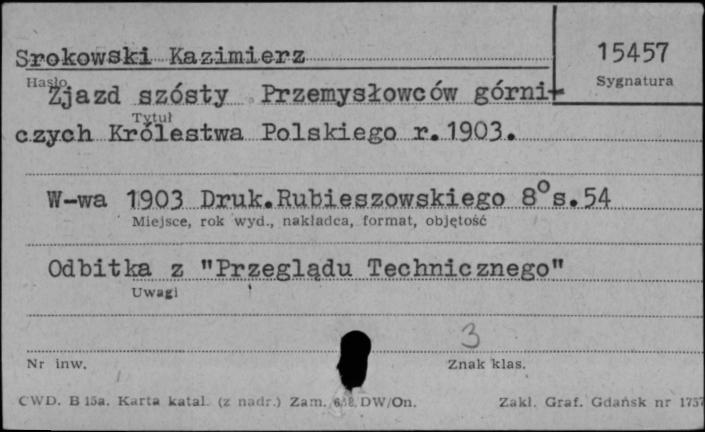 Srokowski Kazimierz
15457
Hasło
Sygnatura
Zjazd szósty Przemysłowców górni-
Tytuł
czych Królestwa Polskiego r.1903.
W-wa 1903 Druk.Rubieszowskiego 8° s.54
Miejsce, rok wyd., nakładca, format, objętość
Odbitka z "Przeglądu Technicznego"
Uwagi
3
Nr inw.
Znak klas.
CWD. B 15a. Karta katal. (z nadr.) Zam. DW/On.
Zakł. Graf. Gdańsk nr 1757